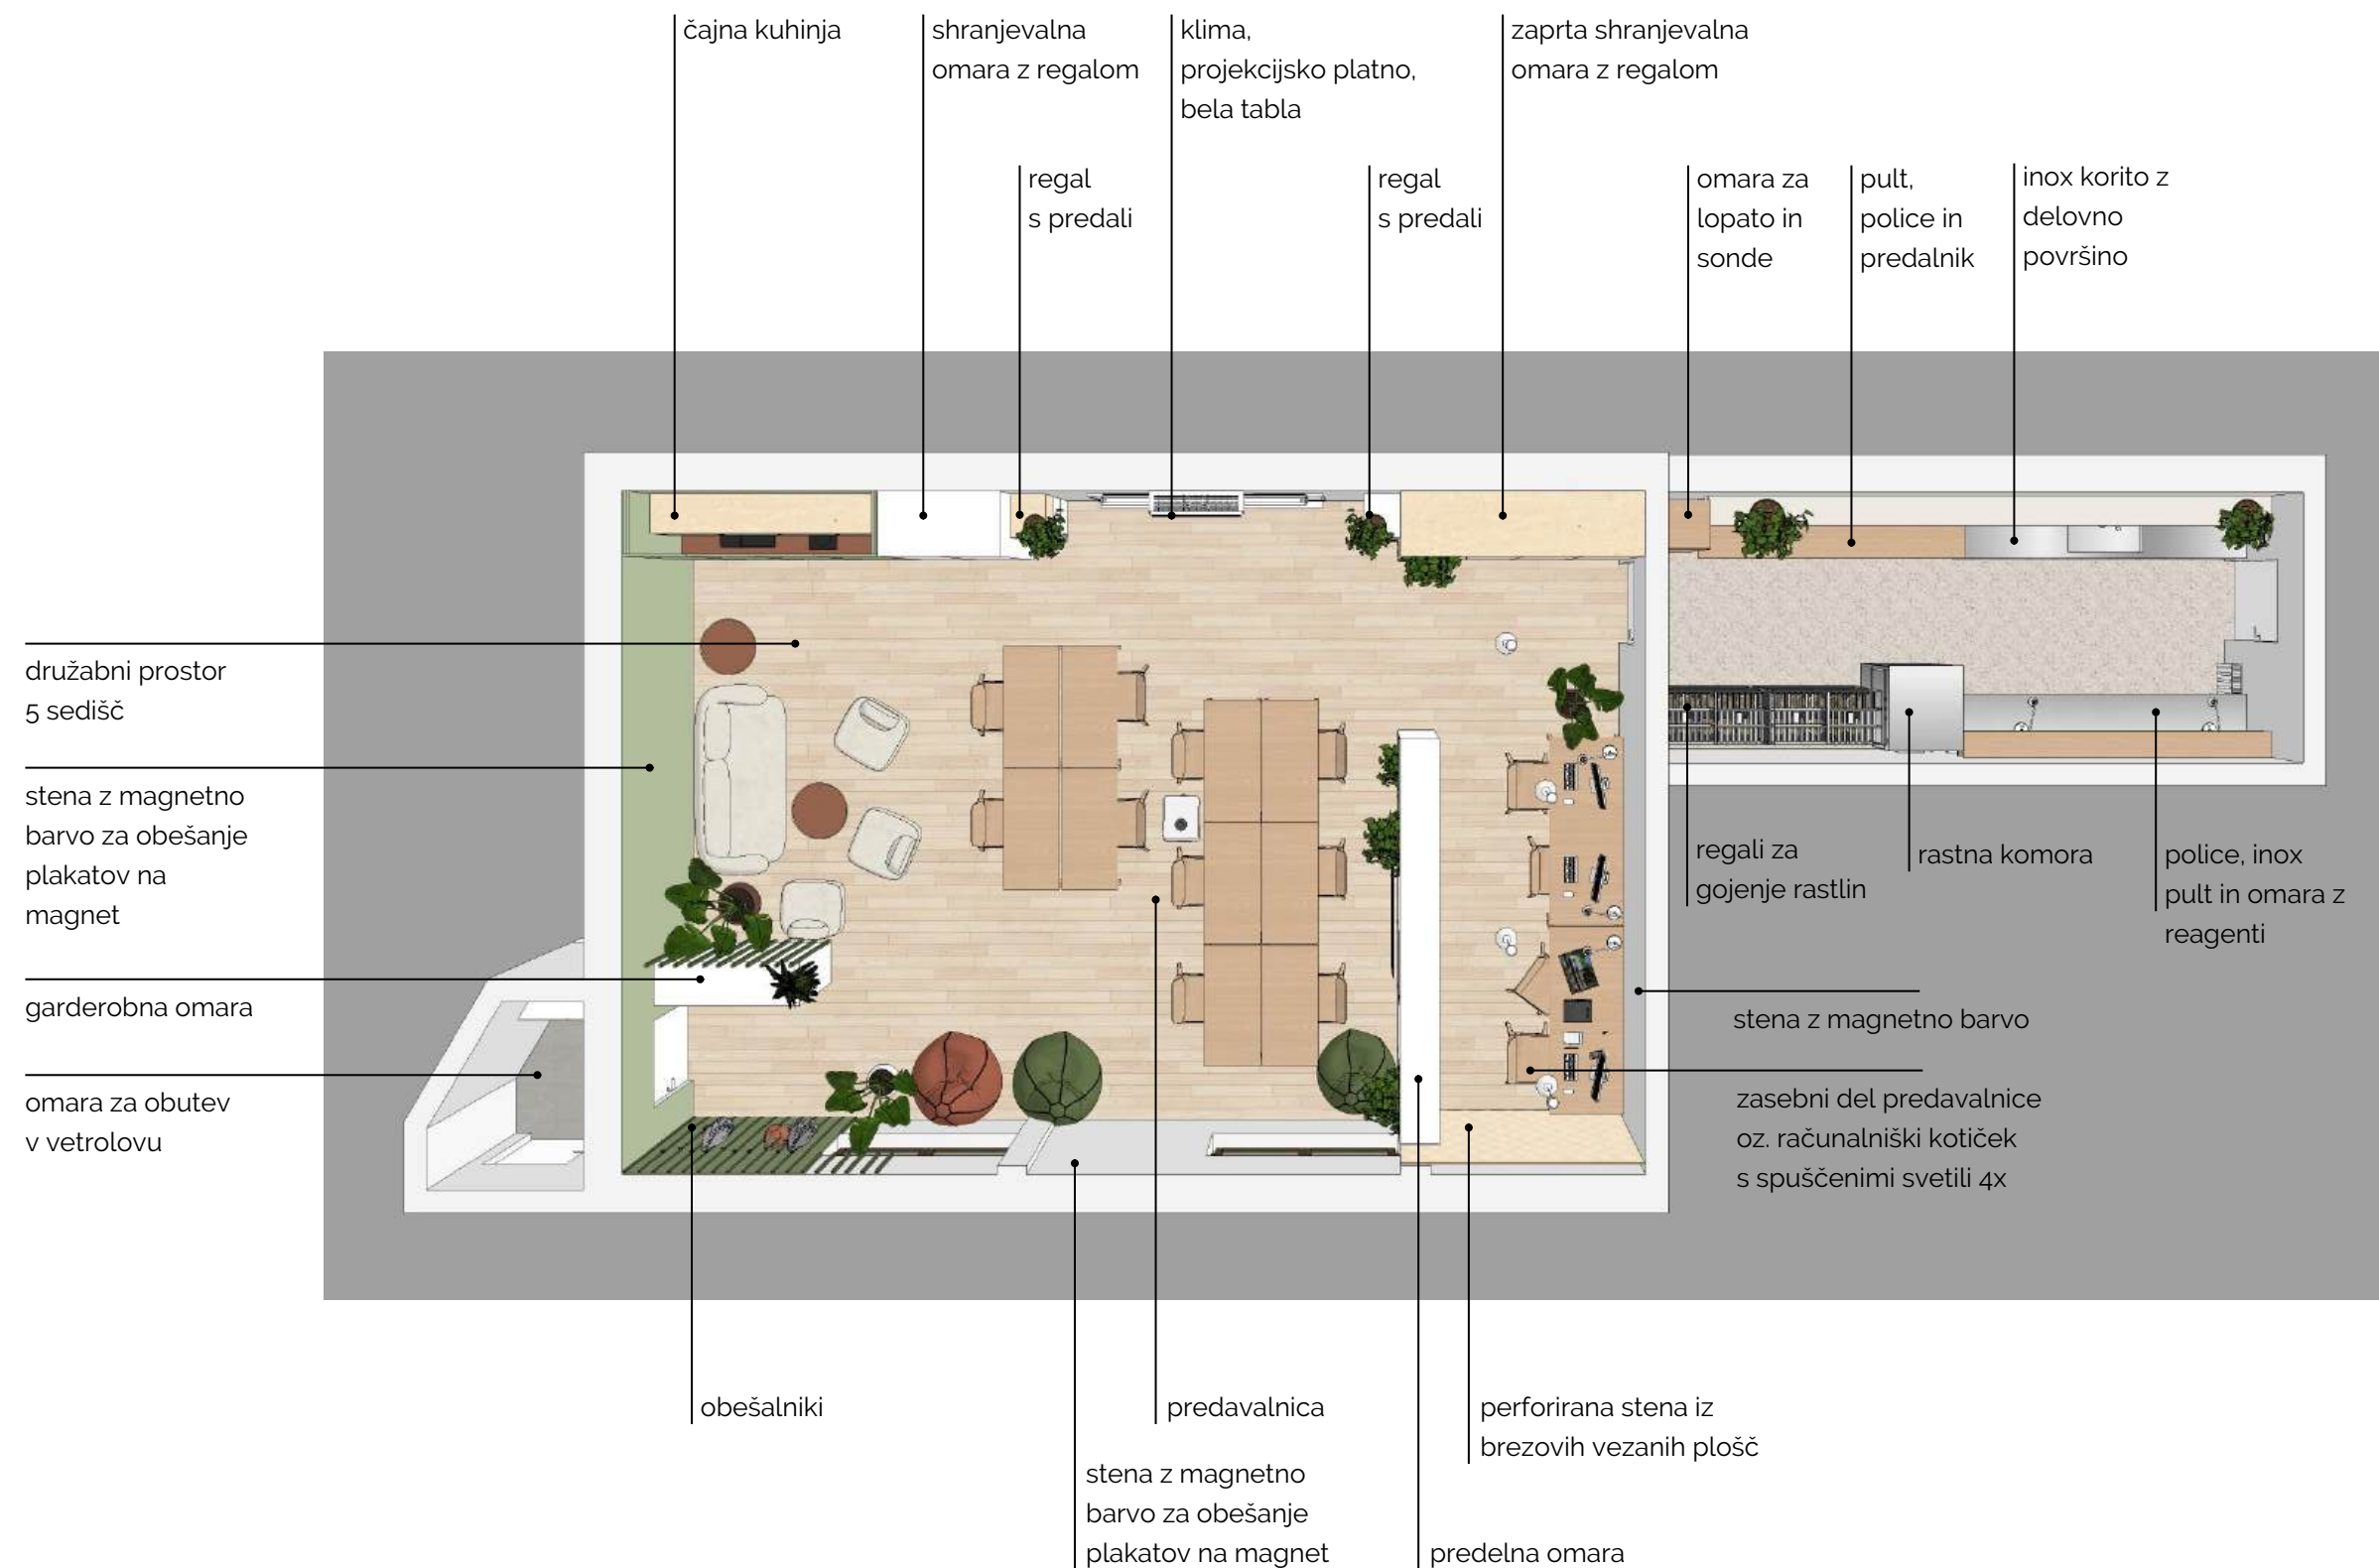 čajna kuhinja
shranjevalna
omara z regalom
klima,
projekcijsko platno,
bela tabla
zaprta shranjevalna
omara z regalom
regal
s predali
regal
s predali
omara za
lopato in
sonde
pult,
police in
predalnik
inox korito z
delovno
površino
družabni prostor
5 sedišč
stena z magnetno
barvo za obešanje
plakatov na
magnet
garderobna omara
omara za obutev
v vetrolovu
regali za
gojenje rastlin
rastna komora
police, inox
pult in omara z
reagenti
stena z magnetno barvo
zasebni del predavalnice
oz. računalniški kotiček
s spuščenimi svetili 4x
obešalniki
predavalnica
perforirana stena iz
brezovih vezanih plošč
stena z magnetno
barvo za obešanje
plakatov na magnet
predelna omara